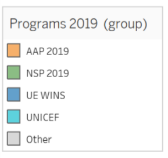 Programs 2019 (group)
AAP 2019
NSP 2019
UE WINS
UNICEF
Other